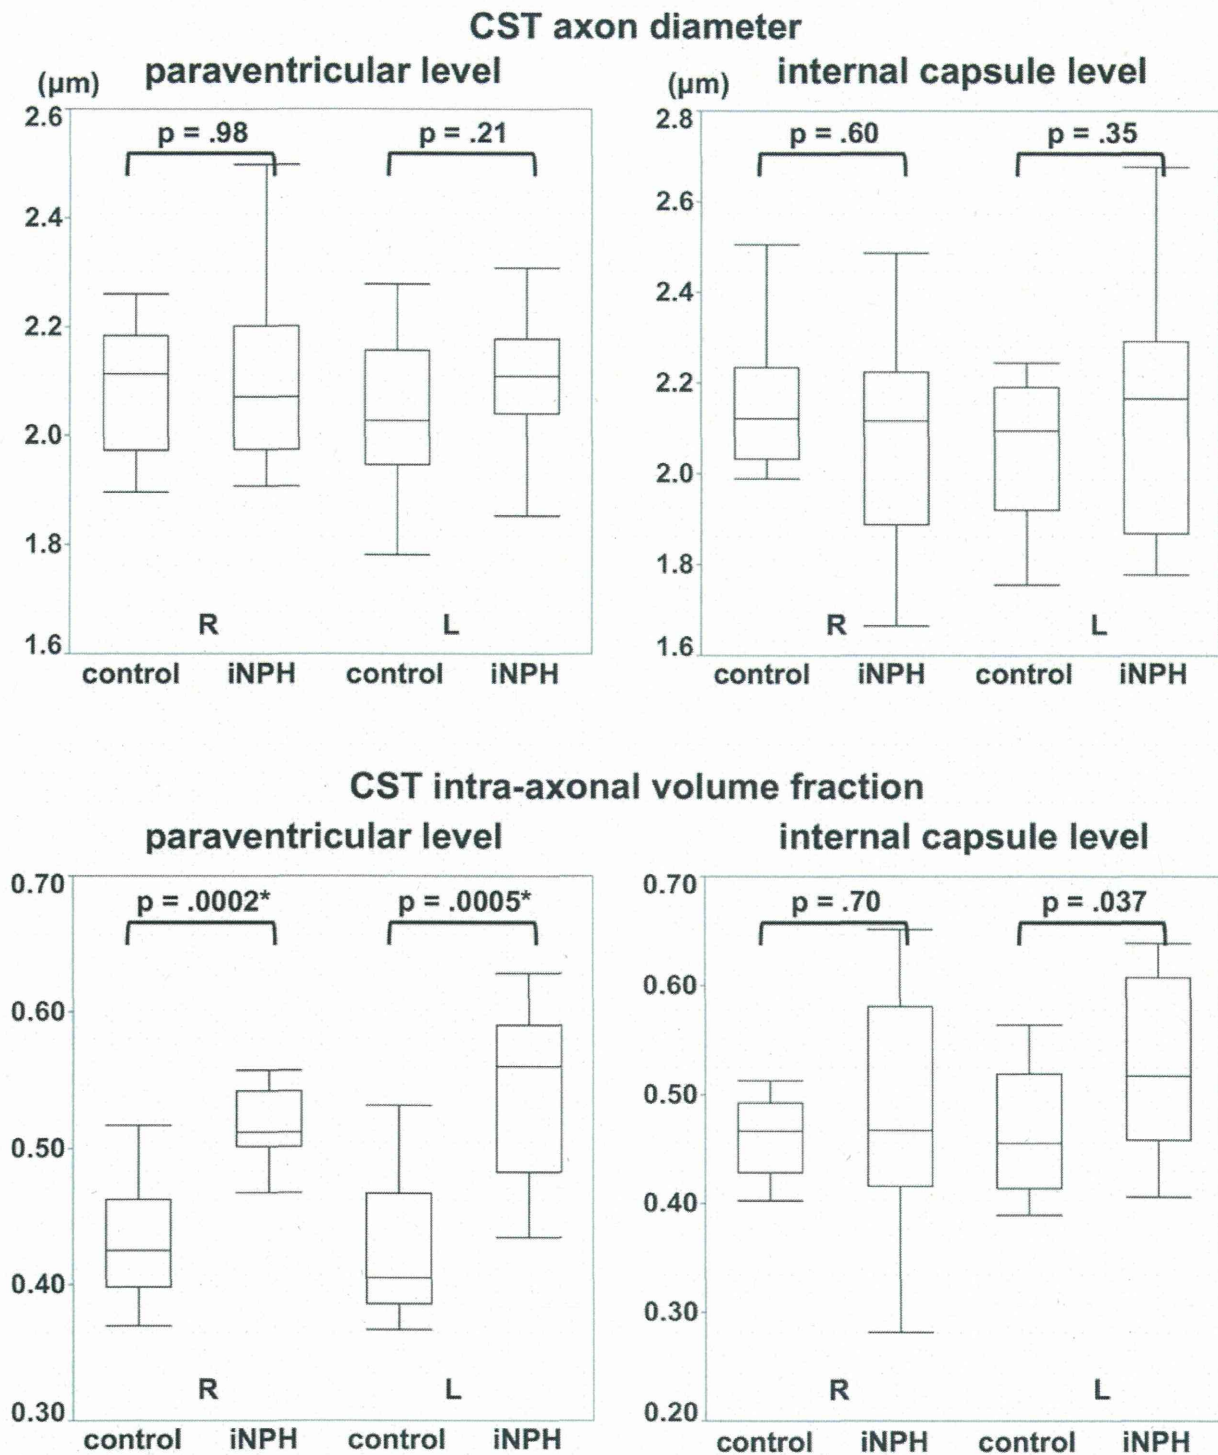 CST axon diameter
paraventricular level
internal capsule level
(μm)
(μm)
2.6
2.4
2.2
2.0
1.8
1.6
p = .98
p = .21
R
L
control iNPH control iNPH
2.8
2.6
2.4
2.2
2.0
1.8
1.6
p = .60
p = .35
R
L
control iNPH control iNPH
CST intra-axonal volume fraction
paraventricular level
internal capsule level
0.70
0.60
0.50
0.40
0.30
p = .0002*
p = .0005*
R
L
control iNPH control iNPH
0.70
0.60
0.50
0.40
0.30
0.20
p = .70
p = .037
R
L
control iNPH control iNPH